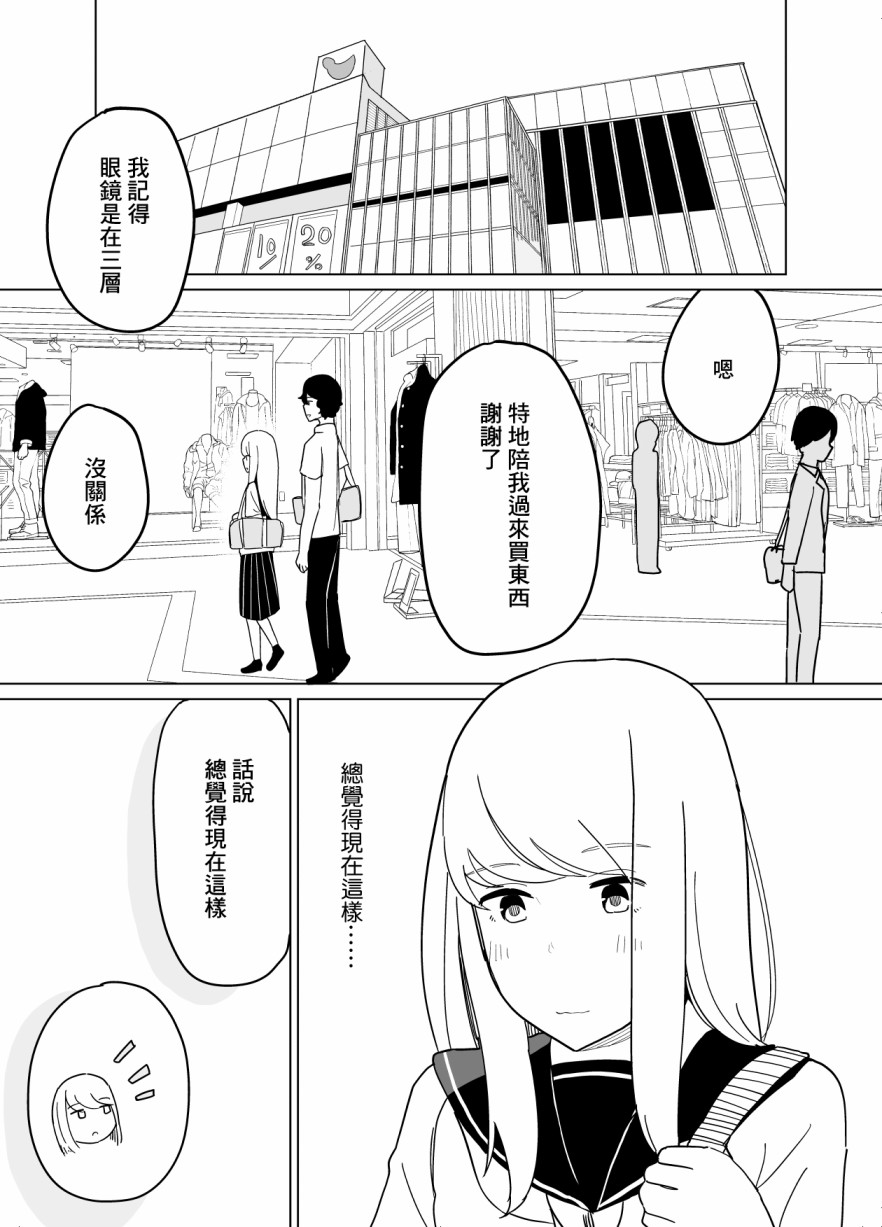 我記得
眼鏡是在三層
10
20
%
嗯
特地陪我過來買東西
謝謝了
沒關係
總覺得現在這樣……
話說
總覺得現在這樣